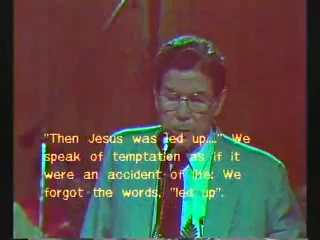 "Then Jesus was led up..." We
speak of temptation as if it
were an accident of life: We
forgot the words, "led up".